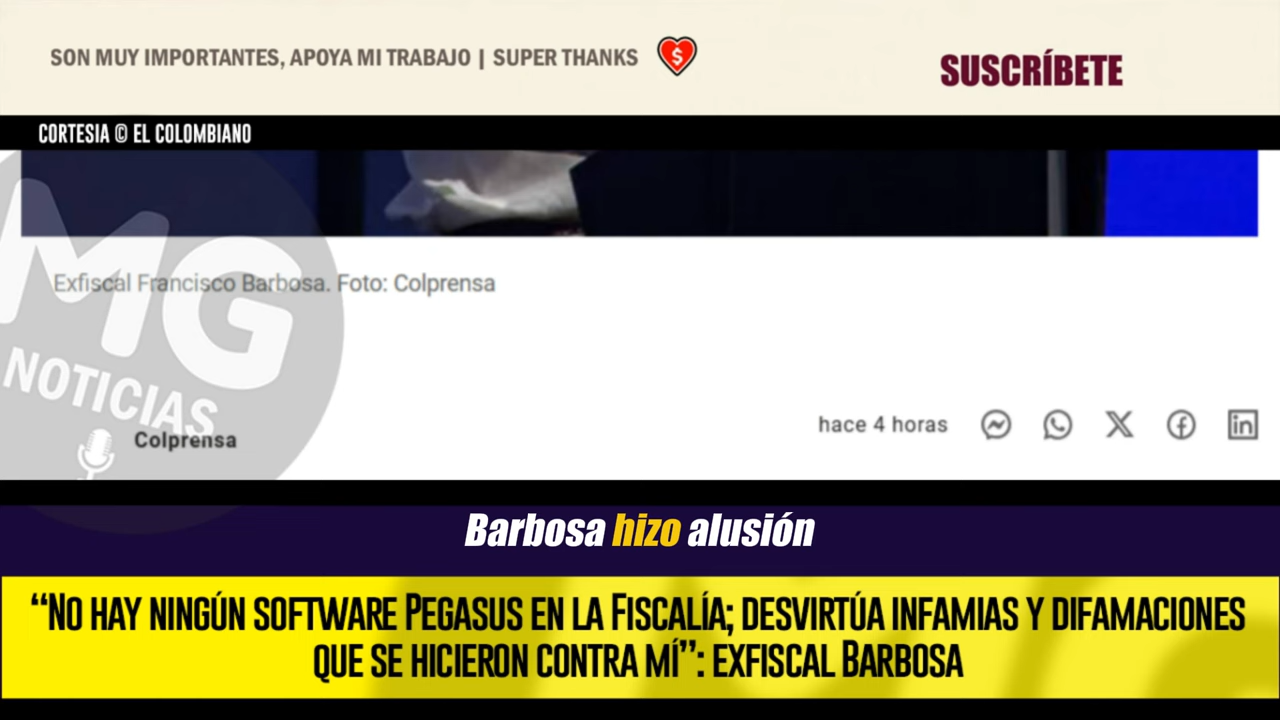 SON MUY IMPORTANTES, APOYA MI TRABAJO | SUPER THANKS
SUSCRÍBETE
CORTESIA © EL COLOMBIANO
MG
NOTICIAS
Exfiscal Francisco Barbosa. Foto: Colprensa
Colprensa
hace 4 horas
Barbosa hizo alusión
“NO HAY NINGÚN SOFTWARE PEGASUS EN LA FISCALÍA; DESVIRTÚA INFAMIAS Y DIFAMACIONES
QUE SE HICIERON CONTRA MÍ”: EXFISCAL BARBOSA